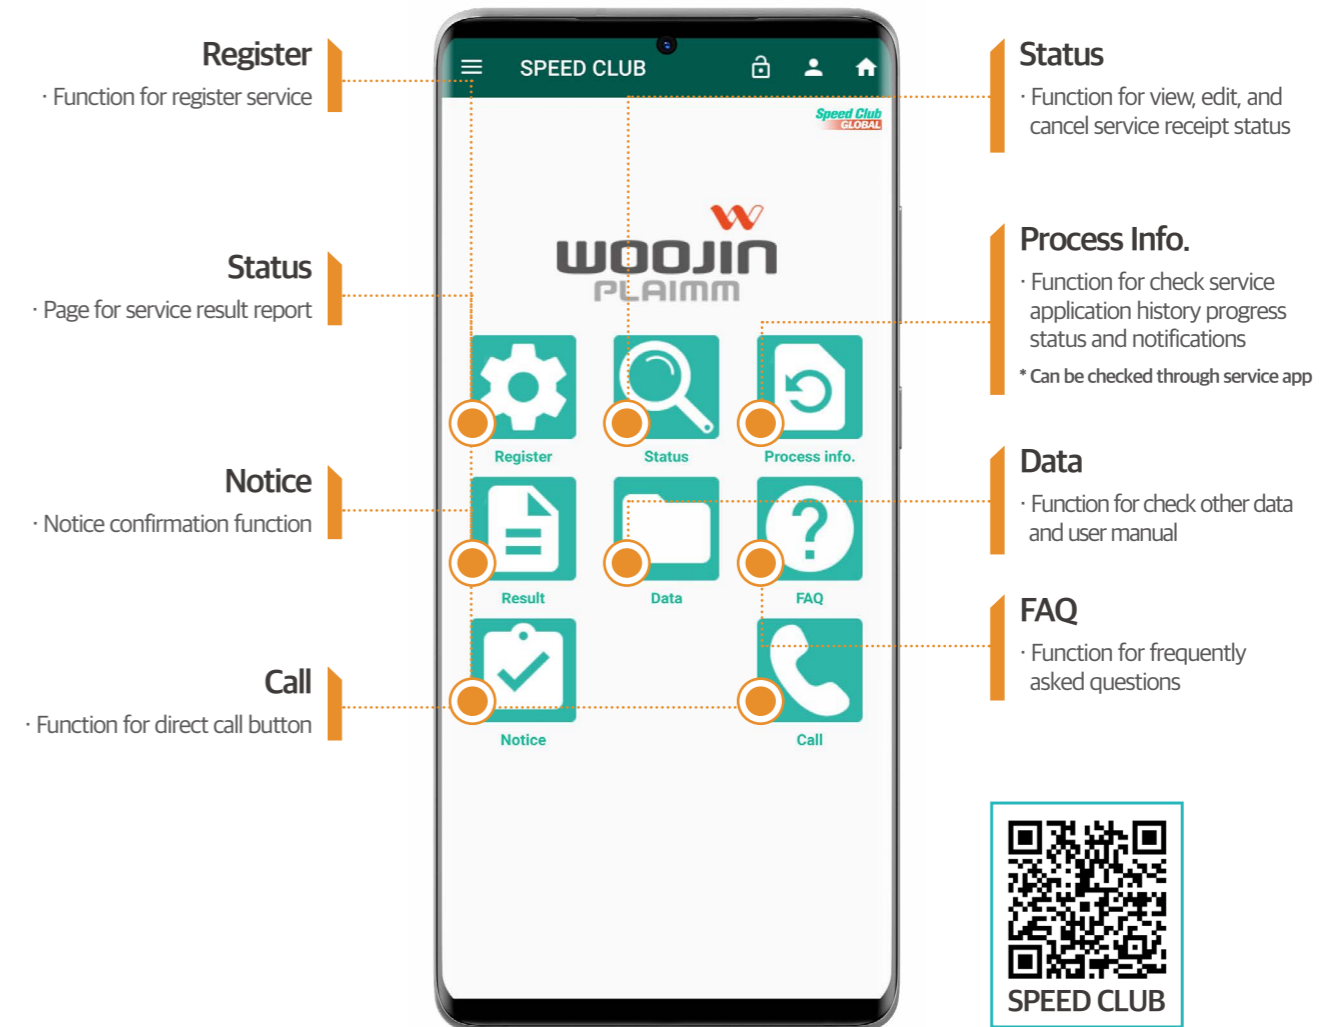 Register
· Function for register service
Status
· Page for service result report
Notice
· Notice confirmation function
Call
· Function for direct call button
SPEED CLUB
Speed Club
GLOBAL
WOOJIN
PLAIMM
Register
Status
Process info.
Result
Data
FAQ
Notice
Call
Status
· Function for view, edit, and
cancel service receipt status
Process Info.
· Function for check service
application history progress
status and notifications
* Can be checked through service app
Data
· Function for check other data
and user manual
FAQ
· Function for frequently
asked questions
SPEED CLUB